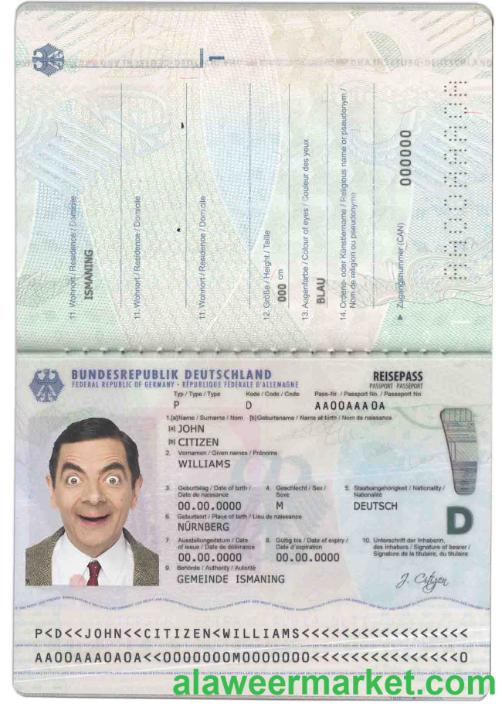 1
11. Wohnort / Residence / Domicile
ISMANING
11. Wohnort / Residence / Domicile
11. Wohnort / Residence / Domicile
12. Größe / Height / Taille
000 cm
13. Augenfarbe / Colour of eyes / Couleur des yeux
BLAU
14. Ordens- oder Künstlername / Religious name or pseudonym /
Nom de religion ou pseudonyme
Zugangsnummer (CAN)
000000
BUNDESREPUBLIK DEUTSCHLAND
FEDERAL REPUBLIC OF GERMANY · RÉPUBLIQUE FÉDÉRALE D'ALLEMAGNE
REISEPASS
PASSPORT PASSEPORT
Typ / Type / Type
Kode / Code / Code
Pass-Nr. / Passport No. / Passeport No
P
D
AA00AAA0A
1.[a]Name / Surname / Nom [b]Geburtsname / Name at birth / Nom de naissance
[a] JOHN
[b] CITIZEN
2. Vornamen / Given names / Prénoms
WILLIAMS
3. Geburtstag / Date of birth /
Date de naissance
4. Geschlecht / Sex /
Sexe
5. Staatsangehörigkeit / Nationality /
Nationalité
00.00.0000
M
DEUTSCH
6. Geburtsort / Place of birth / Lieu de naissance
NÜRNBERG
7. Ausstellungsdatum / Date
of issue / Date de délivrance
8. Gültig bis / Date of expiry /
Date d'expiration
10. Unterschrift der Inhaberin,
des Inhabers / Signature of bearer /
Signature de la titulaire, du titulaire
00.00.0000
00.00.0000
9. Behörde / Authority / Autorité
GEMEINDE ISMANING
J. Citizen
D
P<D<<JOHN<<CITIZEN<WILLIAMS<<<<<<<<<<<<<<<<<
AA00AAA0A0A<<0000000M0000000<<<<<<<<<<<<<<<0
alaweermarket.com